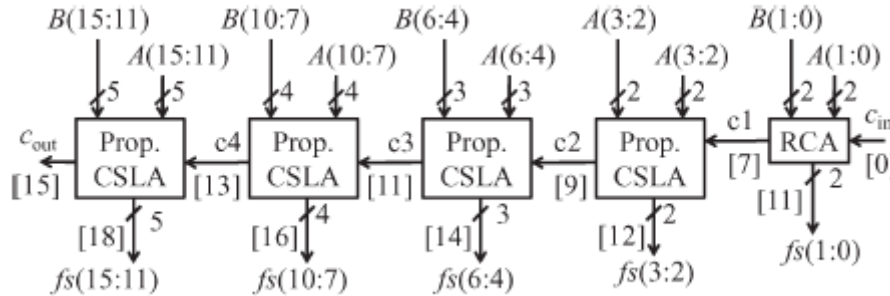 B(15:11) B(10:7) B(6:4) A(3:2) B(1:0)
A(15:11) A(10:7) A(6:4) A(3:2) A(1:0)
5 5 4 4 3 3 2 2 2 2
c_out Prop. CSLA c4 Prop. CSLA c3 Prop. CSLA c2 Prop. CSLA c1 RCA c_in
[15] [13] [11] [9] [7] [0]
[18] 5 [16] 4 [14] 3 [12] 2 [11] 2
fs(15:11) fs(10:7) fs(6:4) fs(3:2) fs(1:0)